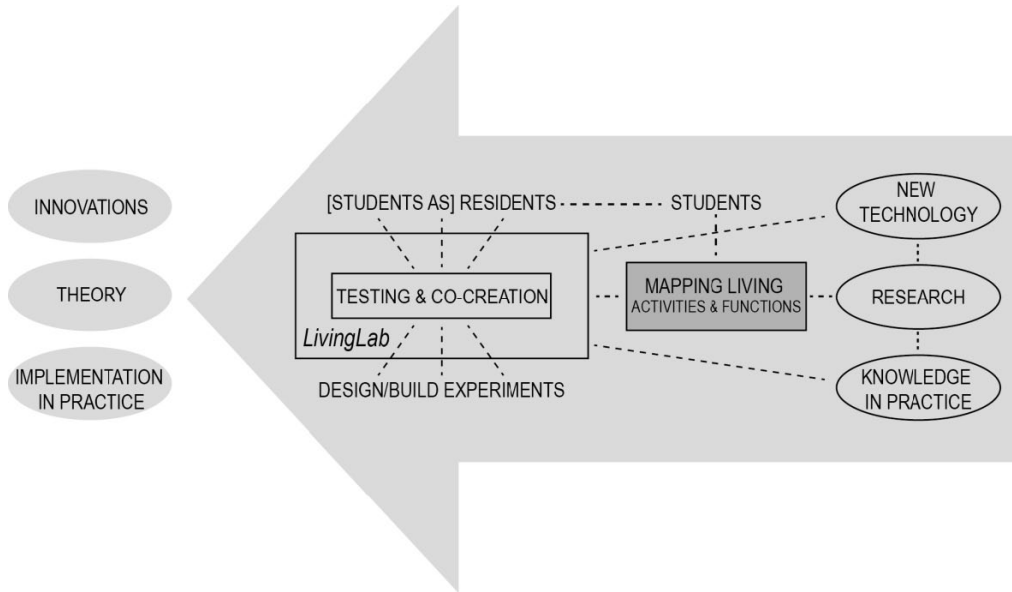 INNOVATIONS
THEORY
IMPLEMENTATION
IN PRACTICE
[STUDENTS AS] RESIDENTS
STUDENTS
TESTING & CO-CREATION
LivingLab
DESIGN/BUILD EXPERIMENTS
MAPPING LIVING
ACTIVITIES & FUNCTIONS
NEW
TECHNOLOGY
RESEARCH
KNOWLEDGE
IN PRACTICE